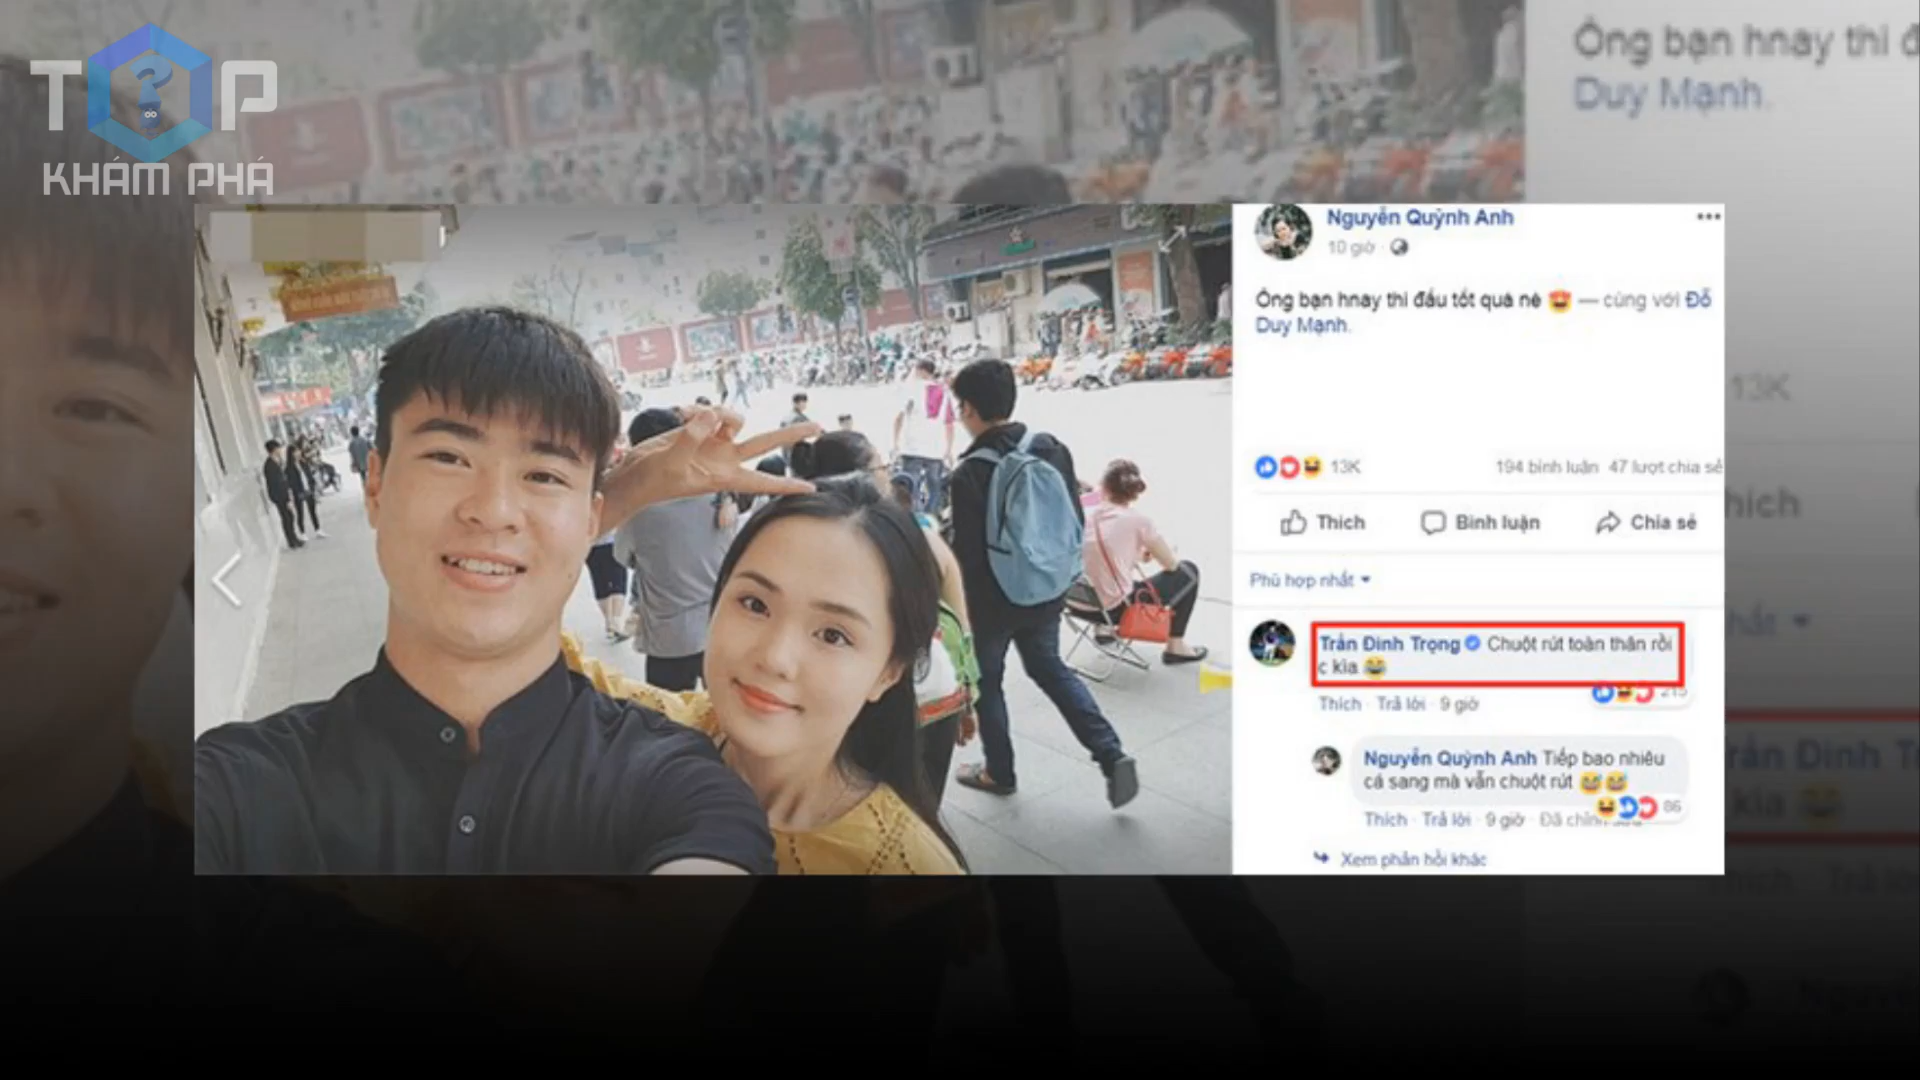 TOP
KHÁM PHÁ
Ông bạn hnay thi đ
Duy Mạnh.
Nguyễn Quỳnh Anh
10 giờ
Ông bạn hnay thi đấu tốt quá nè 😍 — cùng với Đỗ
Duy Mạnh.
13K
194 bình luận 47 lượt chia sẻ
Thích Bình luận Chia sẻ
Phù hợp nhất
Trần Đình Trọng Chuột rút toàn thân rồi
c kìa 😂
215
Thích · Trả lời · 9 giờ
Nguyễn Quỳnh Anh Tiếp bao nhiêu
cá sang mà vẫn chuột rút 😅😅
86
Thích · Trả lời · 9 giờ · Đã chỉnh sửa
Xem phản hồi khác
13K